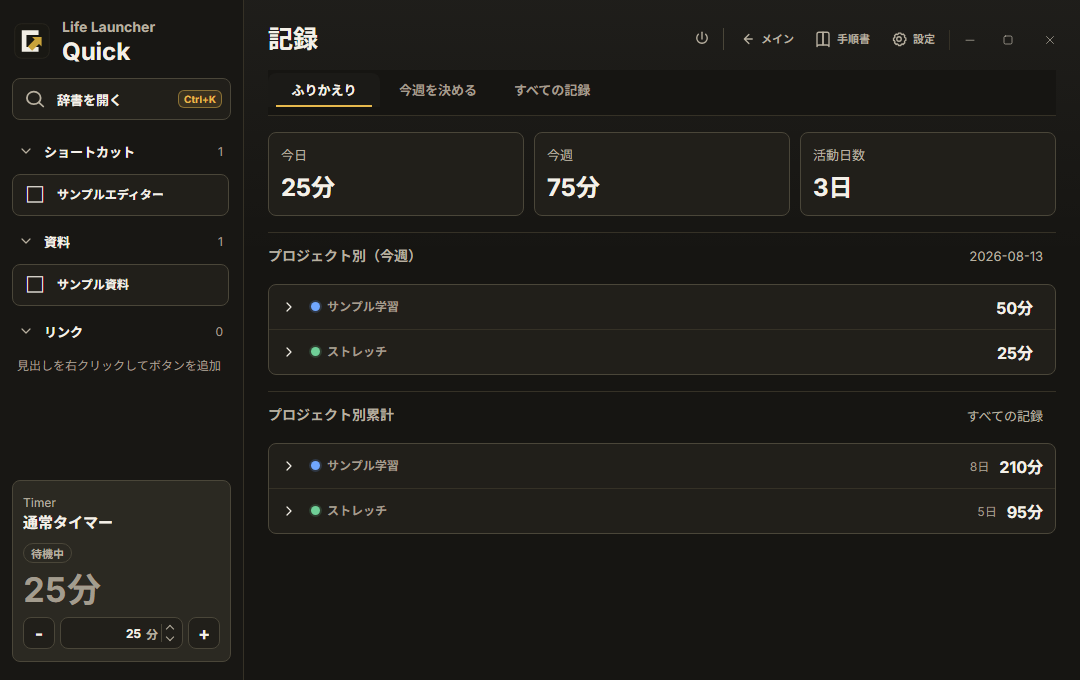 Life Launcher
Quick
辞書を開く Ctrl+K
ショートカット 1
サンプルエディター
資料 1
サンプル資料
リンク 0
見出しを右クリックしてボタンを追加
Timer
通常タイマー
待機中
25分
- 25 分 +
記録
メイン 手順書 設定
ふりかえり 今週を決める すべての記録
今日 今週 活動日数
25分 75分 3日
プロジェクト別（今週） 2026-08-13
サンプル学習 50分
ストレッチ 25分
プロジェクト別累計 すべての記録
サンプル学習 8日 210分
ストレッチ 5日 95分